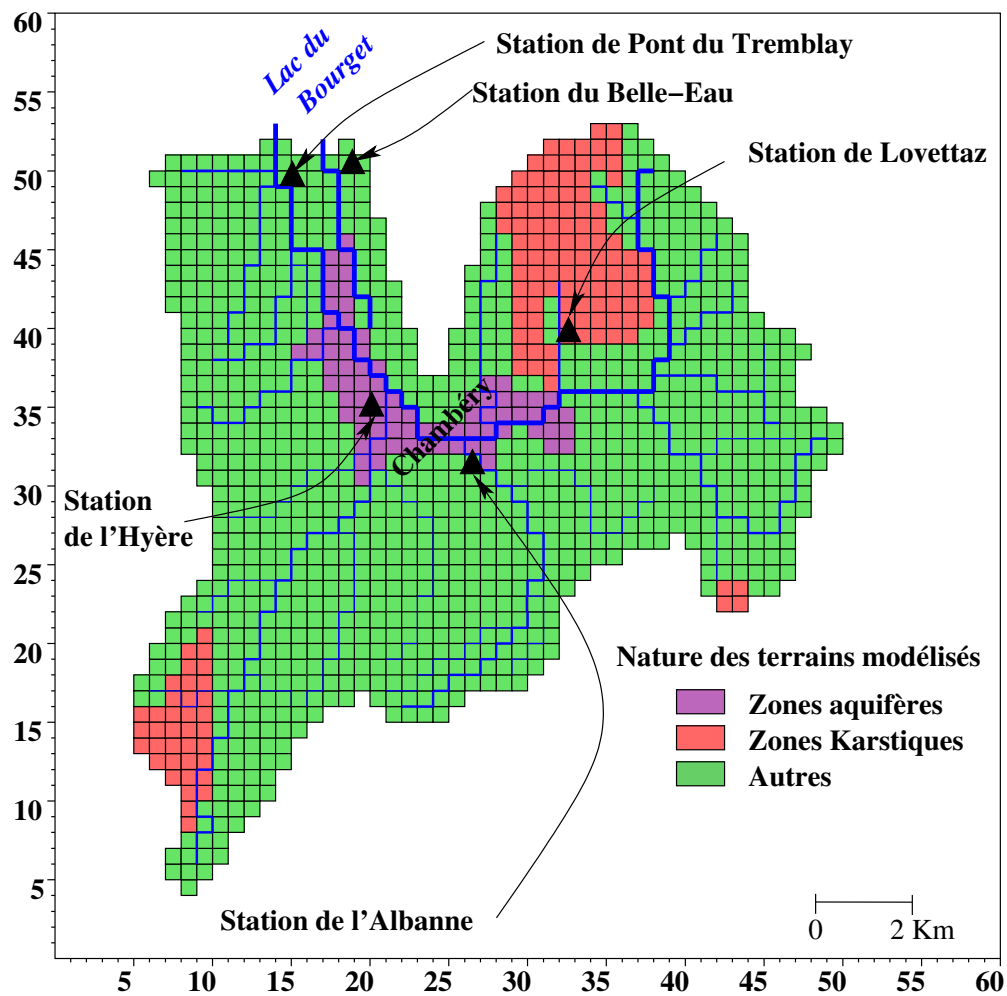 60
55
50
45
40
35
30
25
20
15
10
5
Lac du
Bourget
Station de Pont du Tremblay
Station du Belle−Eau
Station de Lovettaz
Chambéry
Station
de l’Hyère
Station de l’Albanne
Nature des terrains modélisés
Zones aquifères
Zones Karstiques
Autres
0 2 Km
5 10 15 20 25 30 35 40 45 50 55 60